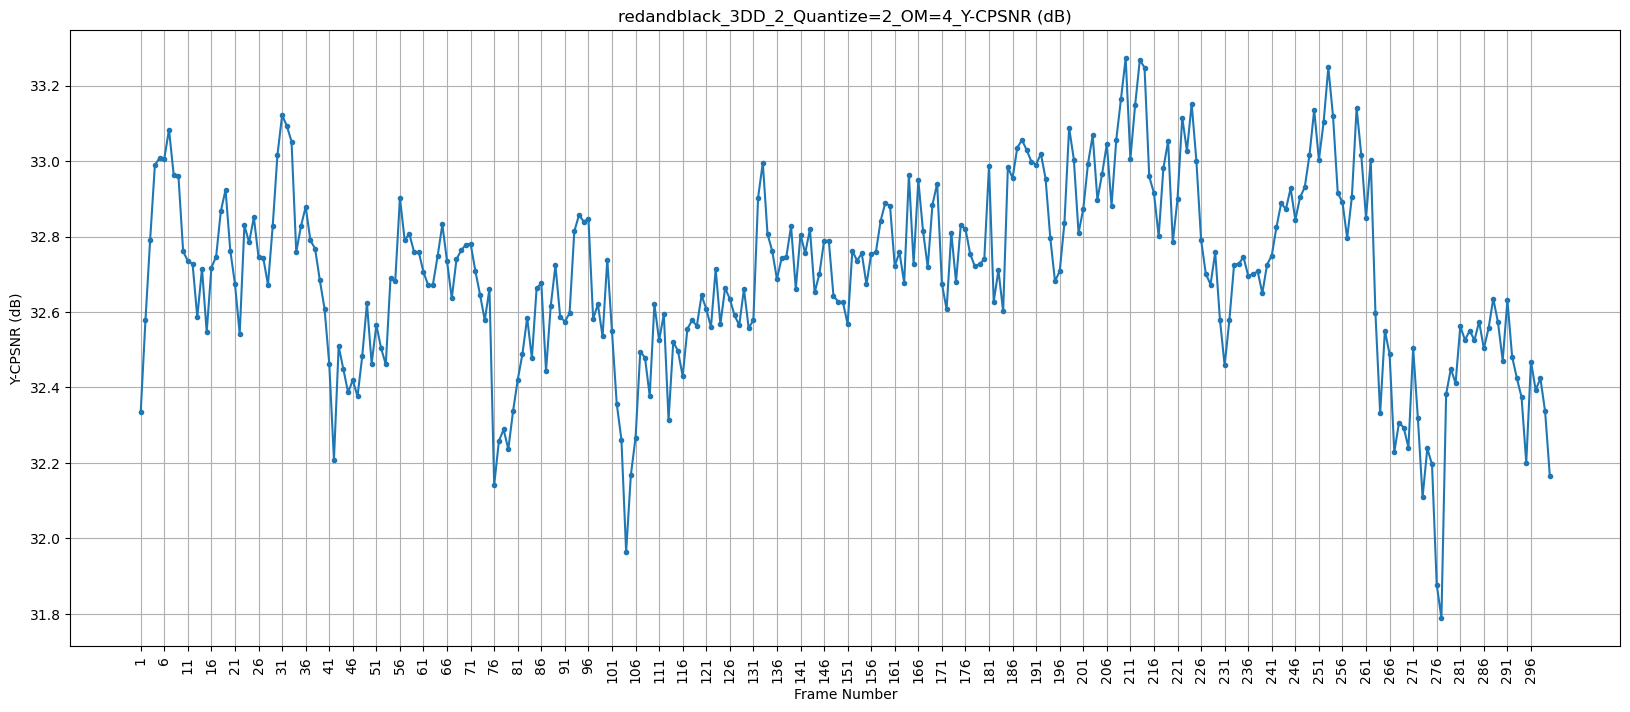 redandblack_3DD_2_Quantize=2_OM=4_Y-CPSNR (dB)
Y-CPSNR (dB)
33.2
33.0
32.8
32.6
32.4
32.2
32.0
31.8
1 6 11 16 21 26 31 36 41 46 51 56 61 66 71 76 81 86 91 96 101 106 111 116 121 126 131 136 141 146 151 156 161 166 171 176 181 186 191 196 201 206 211 216 221 226 231 236 241 246 251 256 261 266 271 276 281 286 291 296
Frame Number